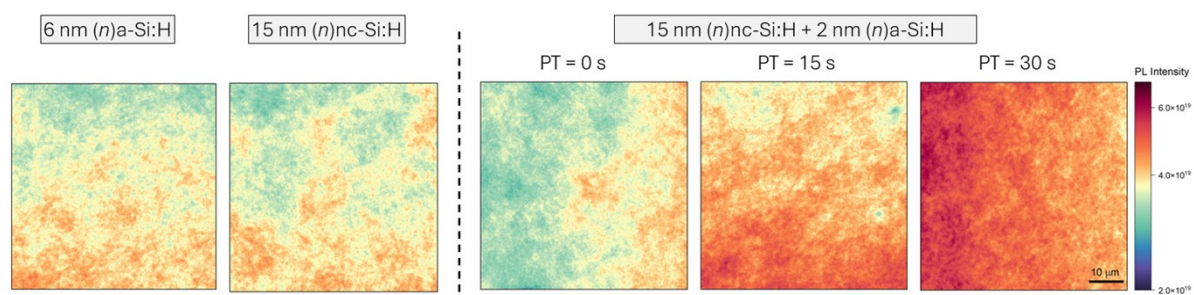 6 nm (n)a-Si:H
15 nm (n)nc-Si:H
15 nm (n)nc-Si:H + 2 nm (n)a-Si:H
PT = 0 s
PT = 15 s
PT = 30 s
PL Intensity
6.0×10¹⁹
4.0×10¹⁹
2.0×10¹⁹
10 μm